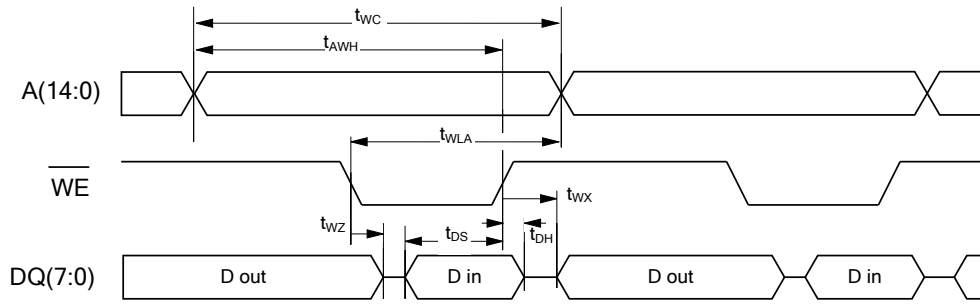 tWC
tAWH
A(14:0)
tWLA
WE
tWX
tWZ
tDS
tDH
DQ(7:0)
D out
D in
D out
D in